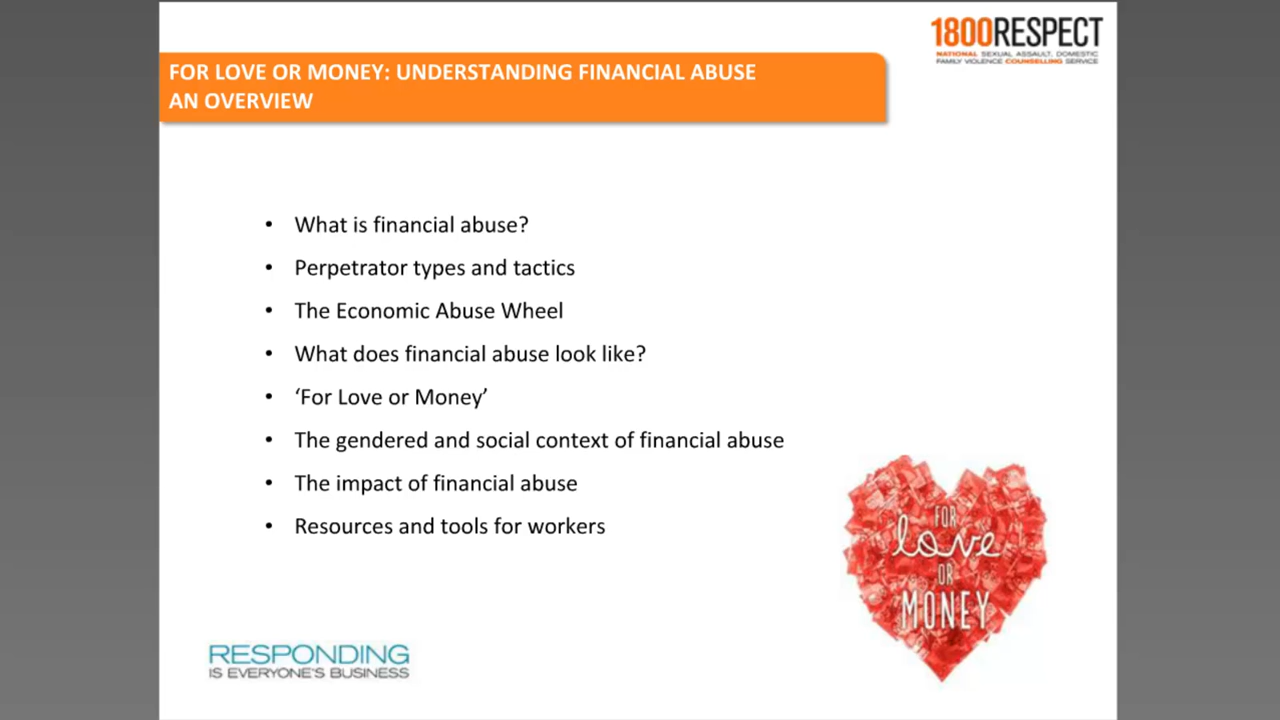 1800RESPECT
NATIONAL SEXUAL ASSAULT, DOMESTIC
FAMILY VIOLENCE COUNSELLING SERVICE
FOR LOVE OR MONEY: UNDERSTANDING FINANCIAL ABUSE
AN OVERVIEW
• What is financial abuse?
• Perpetrator types and tactics
• The Economic Abuse Wheel
• What does financial abuse look like?
• ‘For Love or Money’
• The gendered and social context of financial abuse
• The impact of financial abuse
• Resources and tools for workers
FOR
love
OR
MONEY
RESPONDING
IS EVERYONE'S BUSINESS